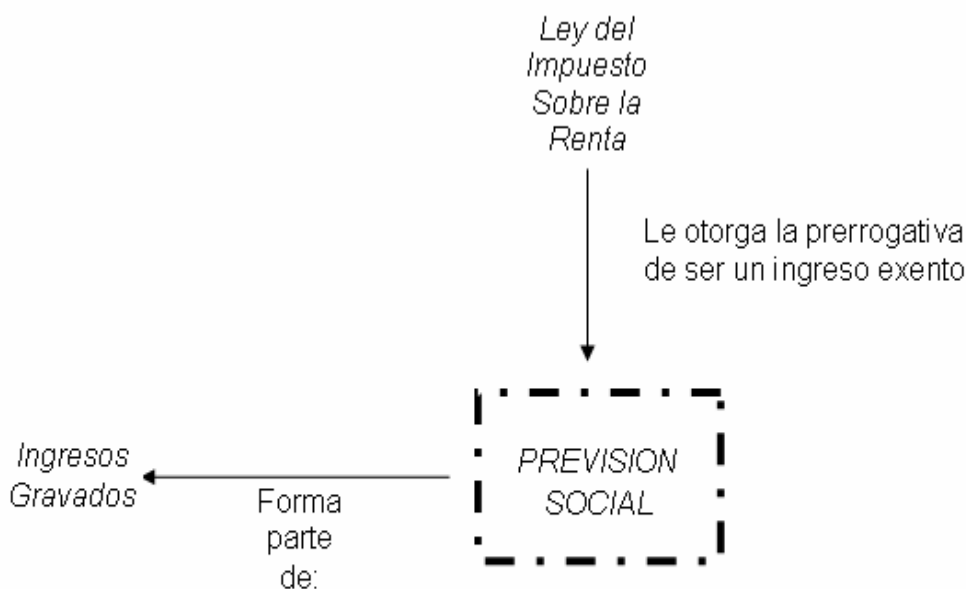 Ley del
Impuesto
Sobre la
Renta
Le otorga la prerrogativa
de ser un ingreso exento
PREVISION
SOCIAL
Ingresos
Gravados
Forma
parte
de: